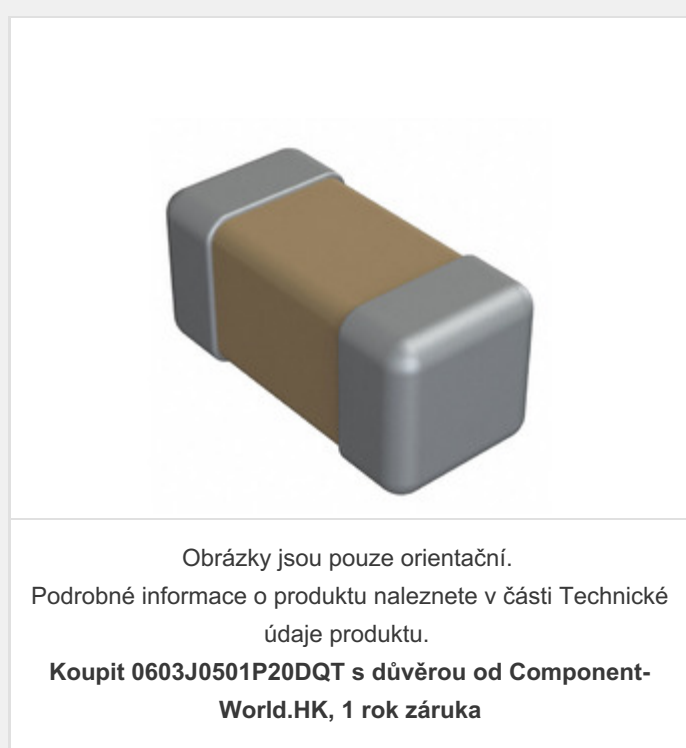 Obrázky jsou pouze orientační.
Podrobné informace o produktu naleznete v části Technické
údaje produktu.
Koupit 0603J0501P20DQT s důvěrou od Component-
World.HK, 1 rok záruka